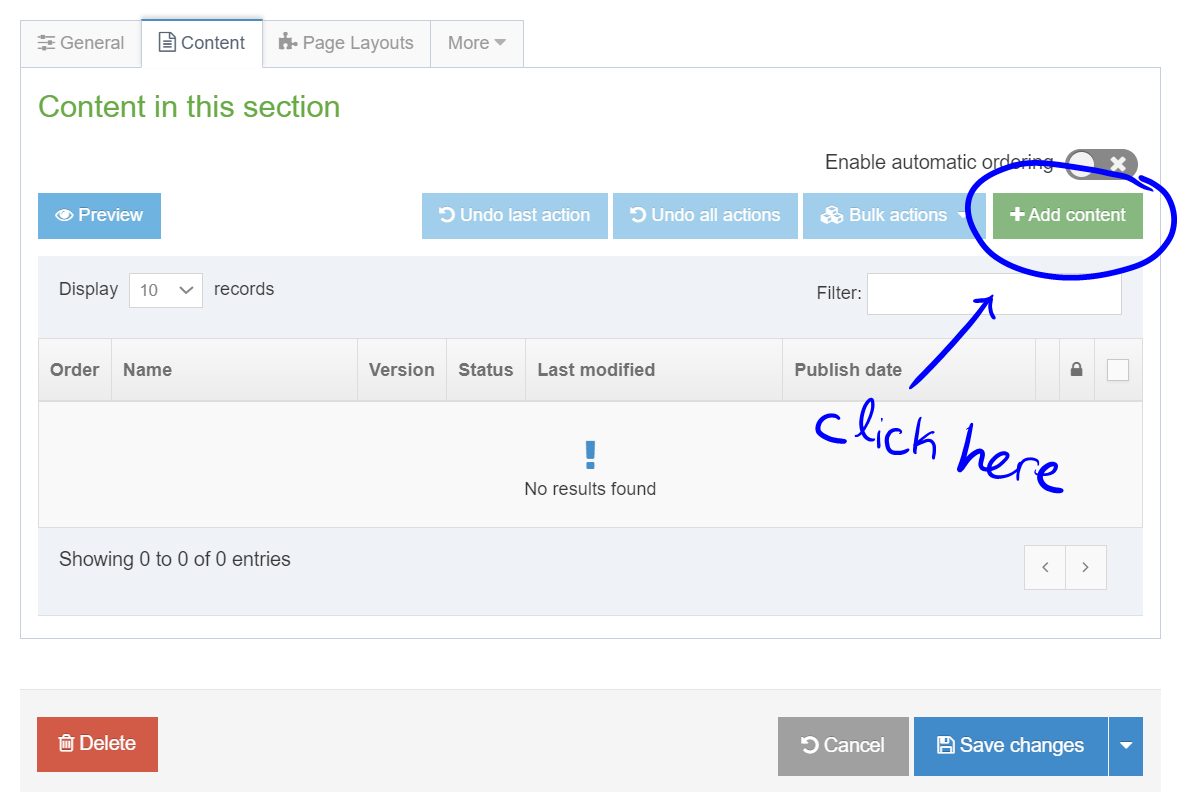 General Content Page Layouts More
Content in this section
Enable automatic ordering
Preview Undo last action Undo all actions Bulk actions Add content
Display 10 records Filter:
Order Name Version Status Last modified Publish date
click here
No results found
Showing 0 to 0 of 0 entries
Delete Cancel Save changes